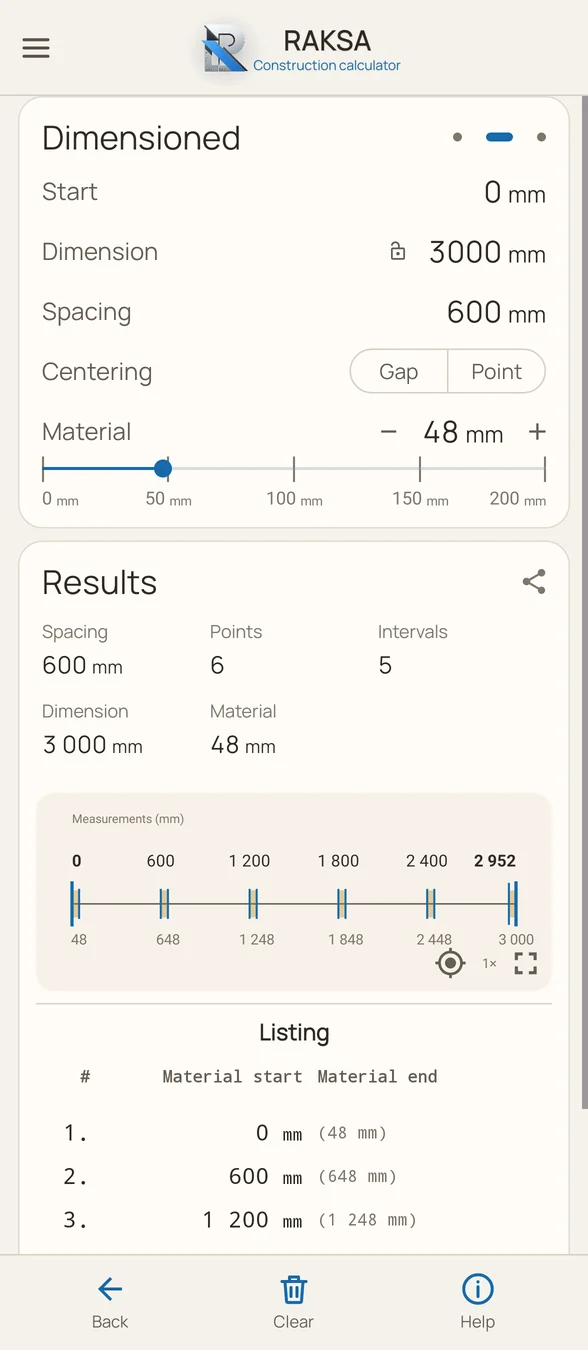 RAKSA
Construction calculator
Dimensioned
Start 0 mm
Dimension 3000 mm
Spacing 600 mm
Centering Gap Point
Material − 48 mm +
0 mm 50 mm 100 mm 150 mm 200 mm
Results
Spacing Points Intervals
600 mm 6 5
Dimension Material
3 000 mm 48 mm
Measurements (mm)
0 600 1 200 1 800 2 400 2 952
48 648 1 248 1 848 2 448 3 000
1×
Listing
# Material start Material end
1. 0 mm (48 mm)
2. 600 mm (648 mm)
3. 1 200 mm (1 248 mm)
Back Clear Help